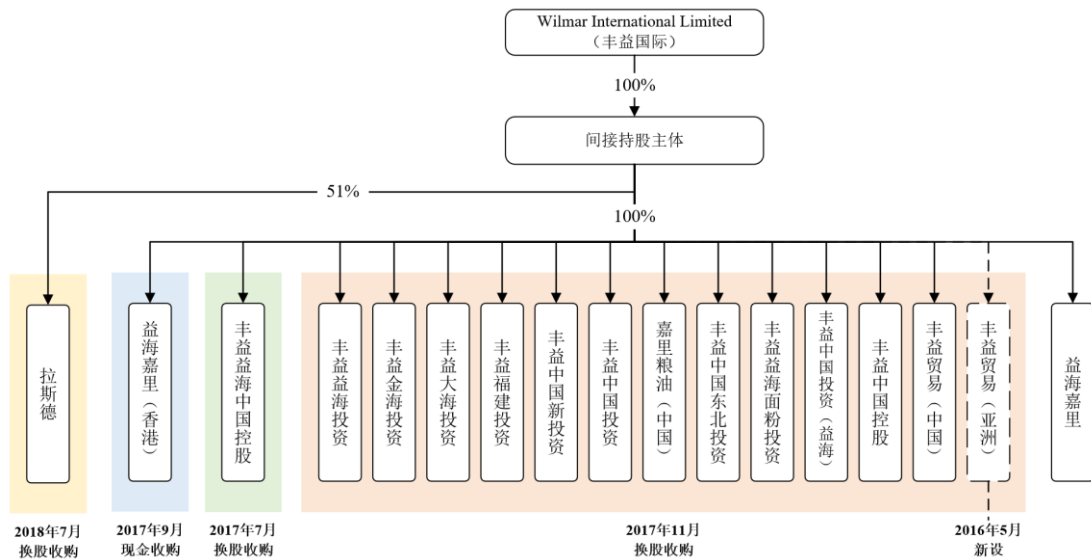 Wilmar International Limited
（丰益国际）
100%
间接持股主体
51%
100%
拉斯德
益海嘉里（香港）
丰益益海中国控股
丰益益海投资
丰益金海投资
丰益大海投资
丰益福建投资
丰益中国新投资
丰益中国投资
嘉里粮油（中国）
丰益中国东北投资
丰益益海面粉投资
丰益中国投资（益海）
丰益中国控股
丰益贸易（中国）
丰益贸易（亚洲）
益海嘉里
2018年7月
换股收购
2017年9月
现金收购
2017年7月
换股收购
2017年11月
换股收购
2016年5月
新设